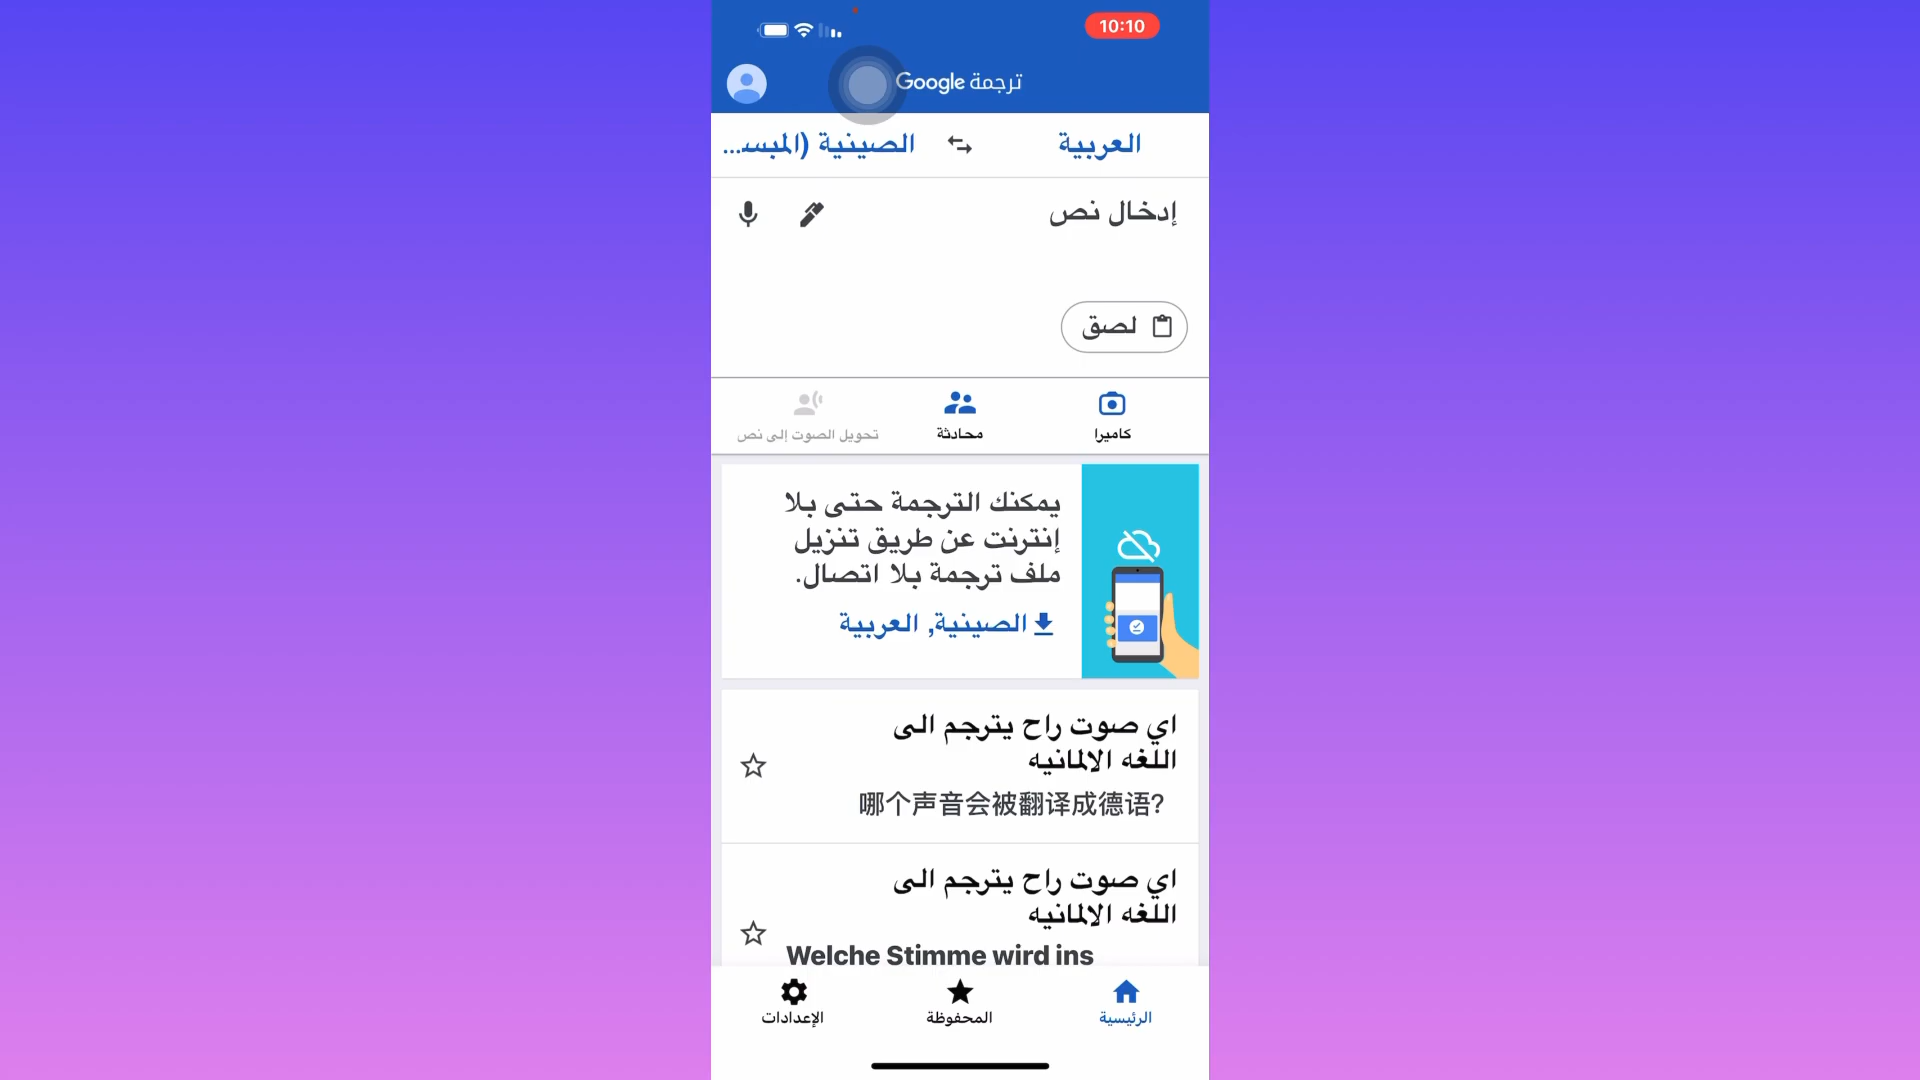 10:10
ترجمة Google
العربية
الصينية (المبس...
إدخال نص
لصق
كاميرا
محادثة
تحويل الصوت إلى نص
يمكنك الترجمة حتى بلا
إنترنت عن طريق تنزيل
ملف ترجمة بلا اتصال.
الصينية, العربية
اي صوت راح يترجم الى
اللغه الالمانيه
哪个声音会被翻译成德语?
اي صوت راح يترجم الى
اللغه الالمانيه
Welche Stimme wird ins
الرئيسية
المحفوظة
الإعدادات